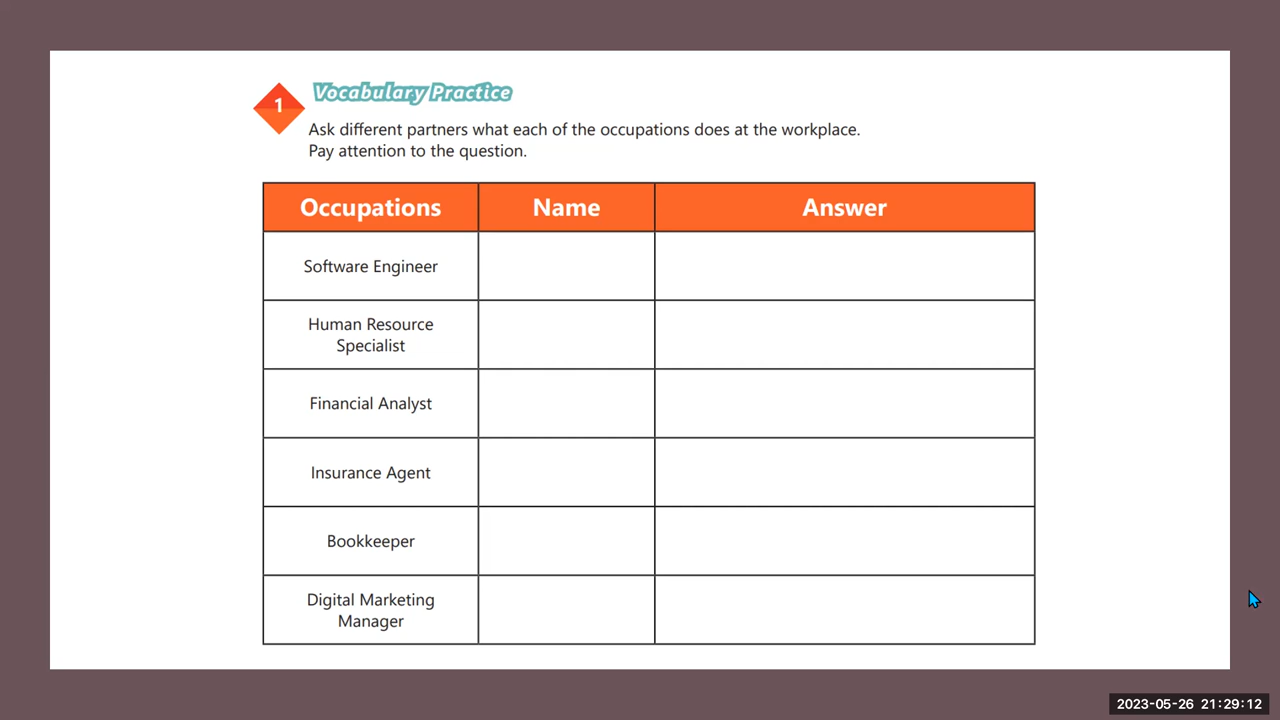 1
Vocabulary Practice
Ask different partners what each of the occupations does at the workplace.
Pay attention to the question.
Occupations Name Answer
Software Engineer
Human Resource
Specialist
Financial Analyst
Insurance Agent
Bookkeeper
Digital Marketing
Manager
2023-05-26 21:29:12